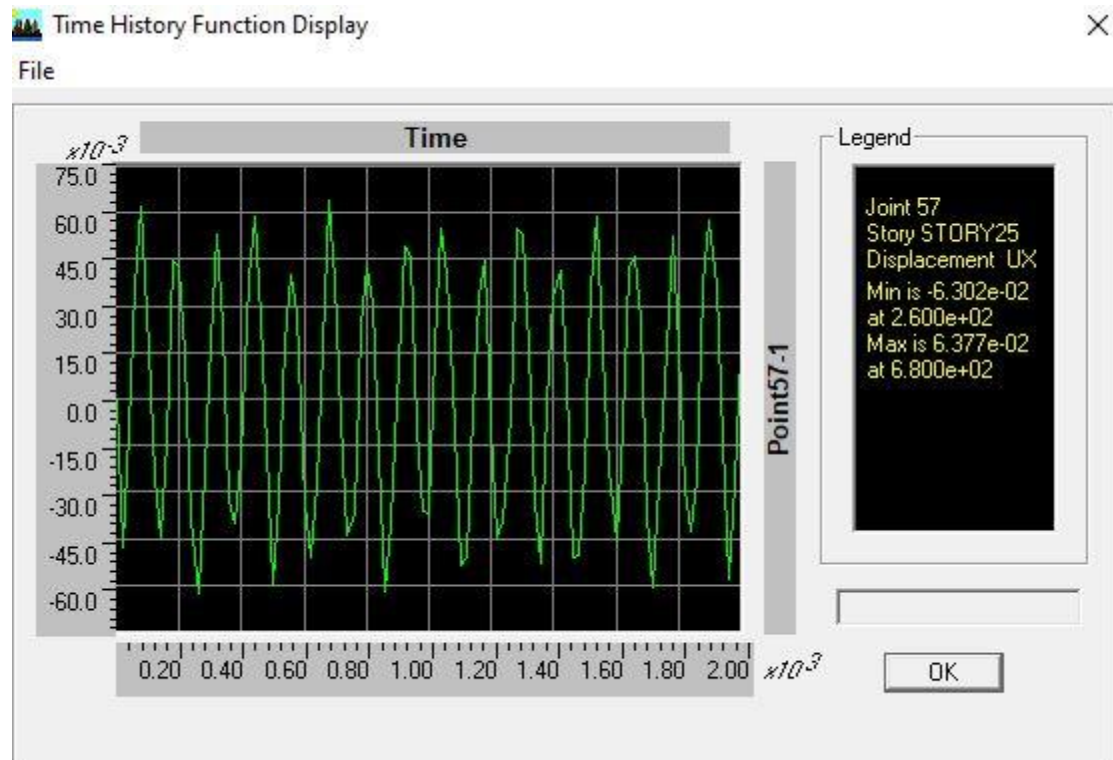 Time History Function Display
File
x10-3
Time
75.0
60.0
45.0
30.0
15.0
0.0
-15.0
-30.0
-45.0
-60.0
0.20 0.40 0.60 0.80 1.00 1.20 1.40 1.60 1.80 2.00 x10 3
Point57-1
Legend
Joint 57
Story STORY25
Displacement UX
Min is -6.302e-02
at 2.600e+02
Max is 6.377e-02
at 6.800e+02
OK